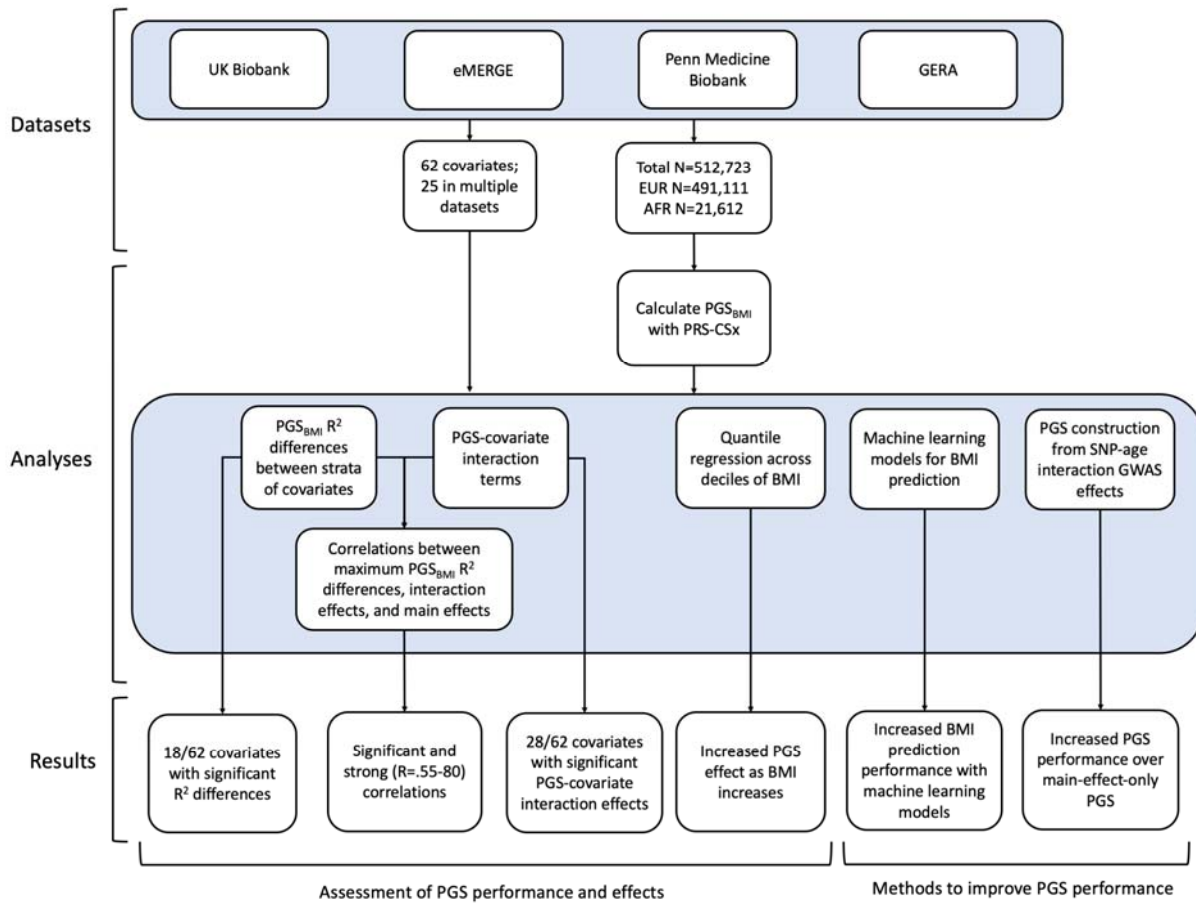 Datasets
UK Biobank
eMERGE
Penn Medicine
Biobank
GERA
62 covariates;
25 in multiple
datasets
Total N=512,723
EUR N=491,111
AFR N=21,612
Analyses
Calculate PGSBMI
with PRS-CSx
PGSBMI R²
differences
between strata
of covariates
PGS-covariate
interaction
terms
Quantile
regression across
deciles of BMI
Machine learning
models for BMI
prediction
PGS construction
from SNP-age
interaction GWAS
effects
Correlations between
maximum PGSBMI R²
differences, interaction
effects, and main effects
Results
18/62 covariates
with significant
R² differences
Significant and
strong (R=.55-80)
correlations
28/62 covariates
with significant
PGS-covariate
interaction effects
Increased PGS
effect as BMI
increases
Increased BMI
prediction
performance with
machine learning
models
Increased PGS
performance over
main-effect-only
PGS
Assessment of PGS performance and effects
Methods to improve PGS performance